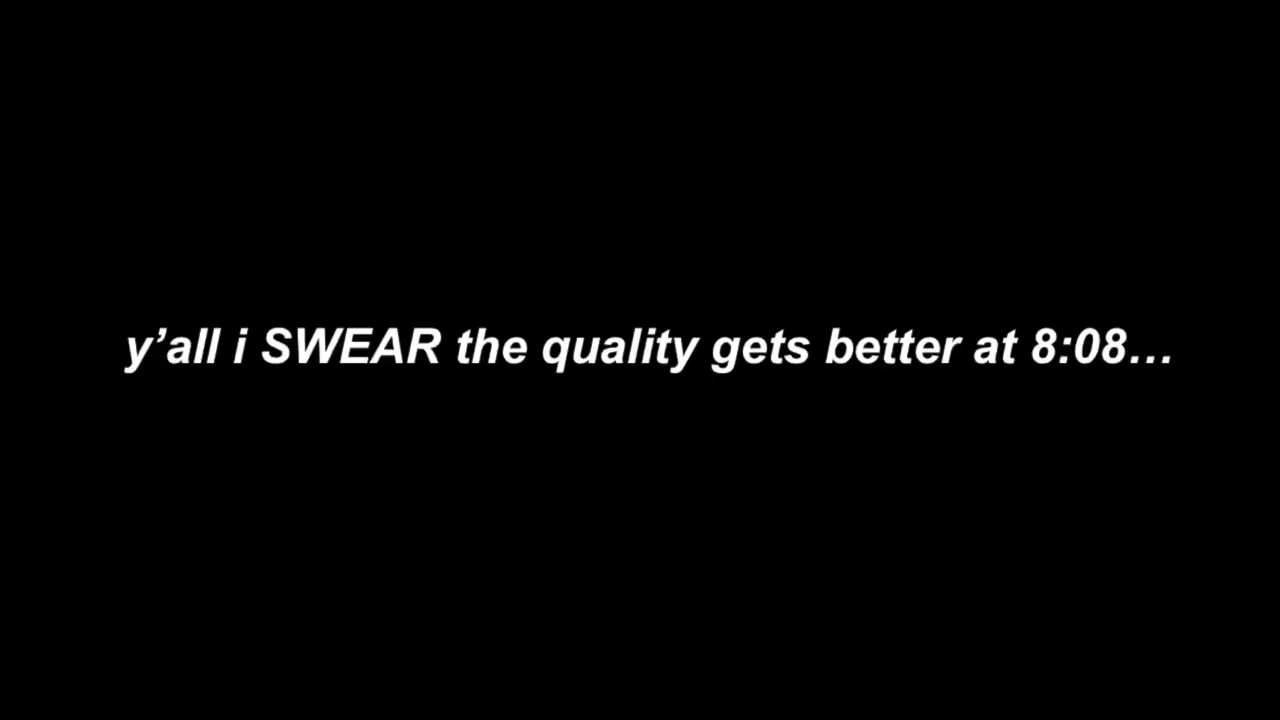 y’all i SWEAR the quality gets better at 8:08…